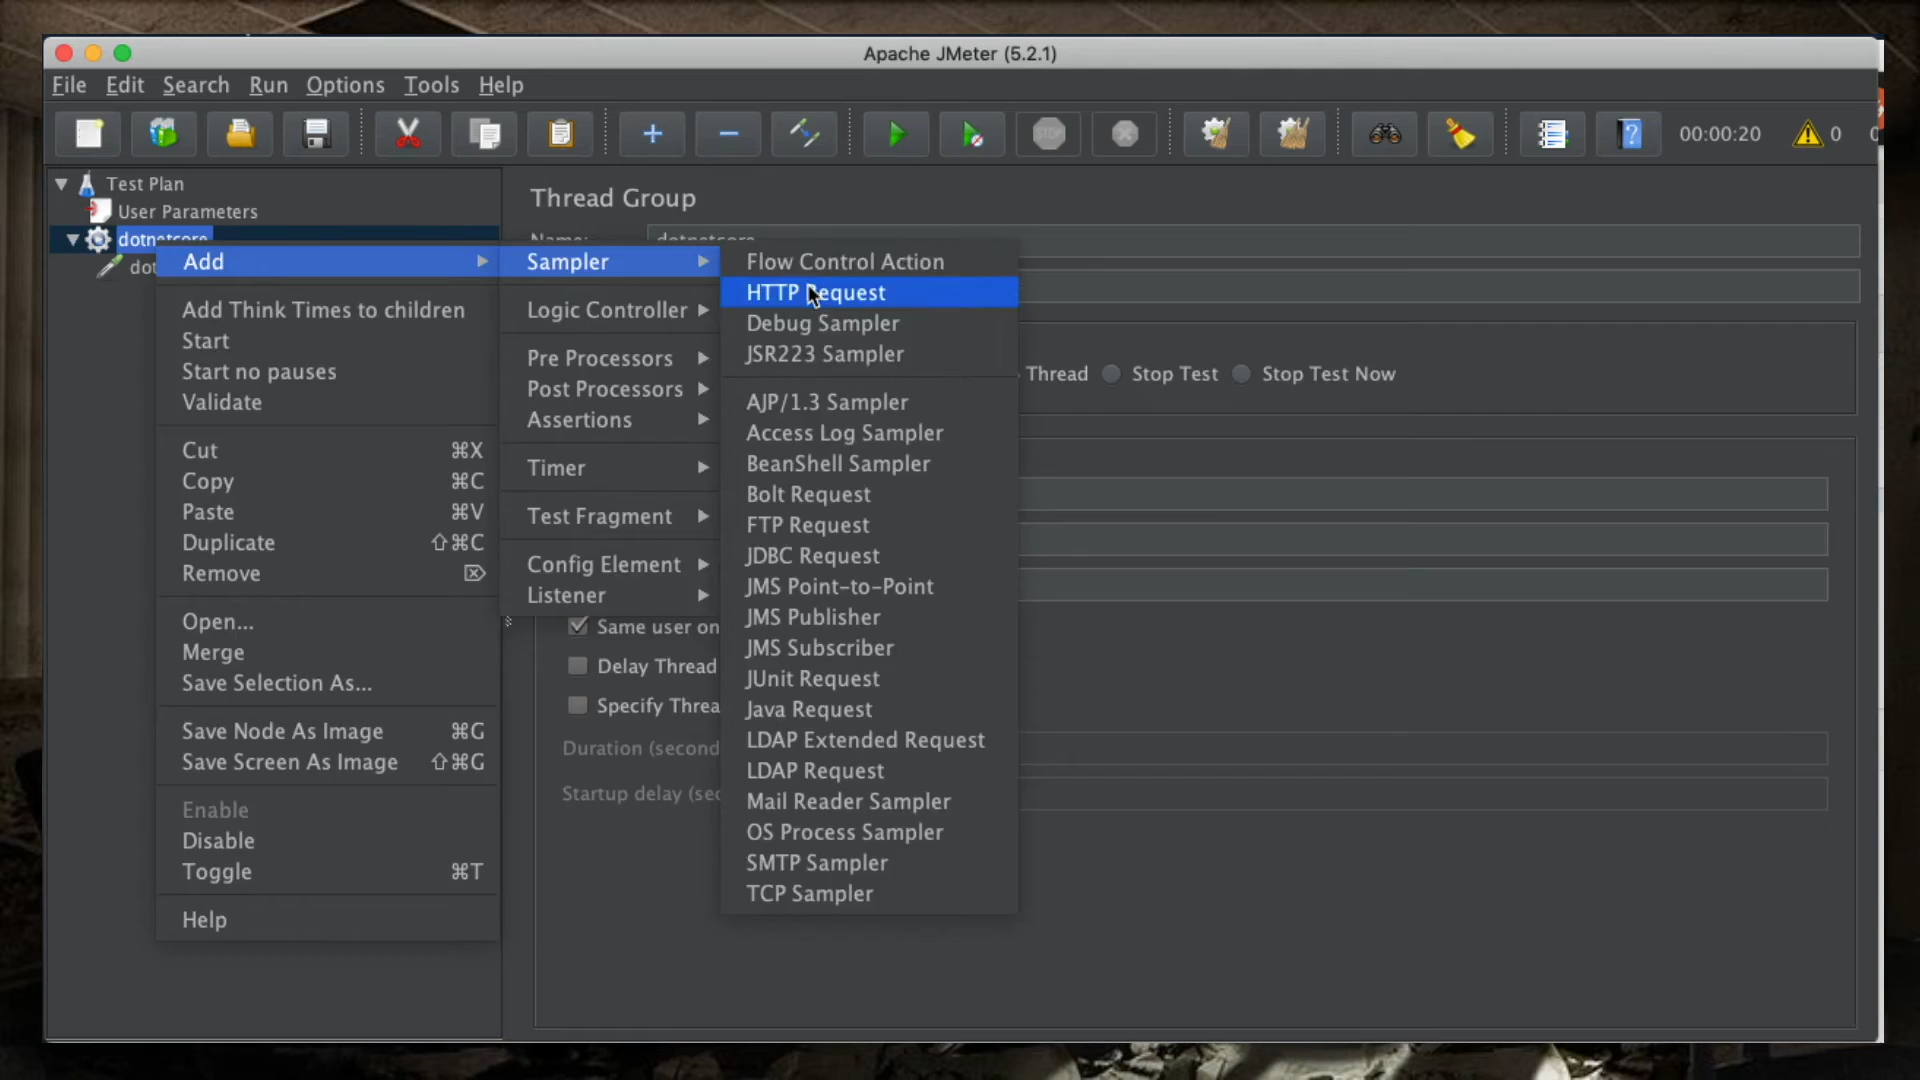 Apache JMeter (5.2.1)
File Edit Search Run Options Tools Help
STOP
00:00:20
0
Test Plan
User Parameters
dotnetcore
dot
Thread Group
Name:
dotnetcore
Thread
Stop Test
Stop Test Now
Same user on
Delay Thread
Specify Threa
Duration (second
Startup delay (sec
Add
Add Think Times to children
Start
Start no pauses
Validate
Cut ⌘X
Copy ⌘C
Paste ⌘V
Duplicate ⇧⌘C
Remove ⌦
Open...
Merge
Save Selection As...
Save Node As Image ⌘G
Save Screen As Image ⇧⌘G
Enable
Disable
Toggle ⌘T
Help
Sampler
Logic Controller
Pre Processors
Post Processors
Assertions
Timer
Test Fragment
Config Element
Listener
Flow Control Action
HTTP Request
Debug Sampler
JSR223 Sampler
AJP/1.3 Sampler
Access Log Sampler
BeanShell Sampler
Bolt Request
FTP Request
JDBC Request
JMS Point-to-Point
JMS Publisher
JMS Subscriber
JUnit Request
Java Request
LDAP Extended Request
LDAP Request
Mail Reader Sampler
OS Process Sampler
SMTP Sampler
TCP Sampler